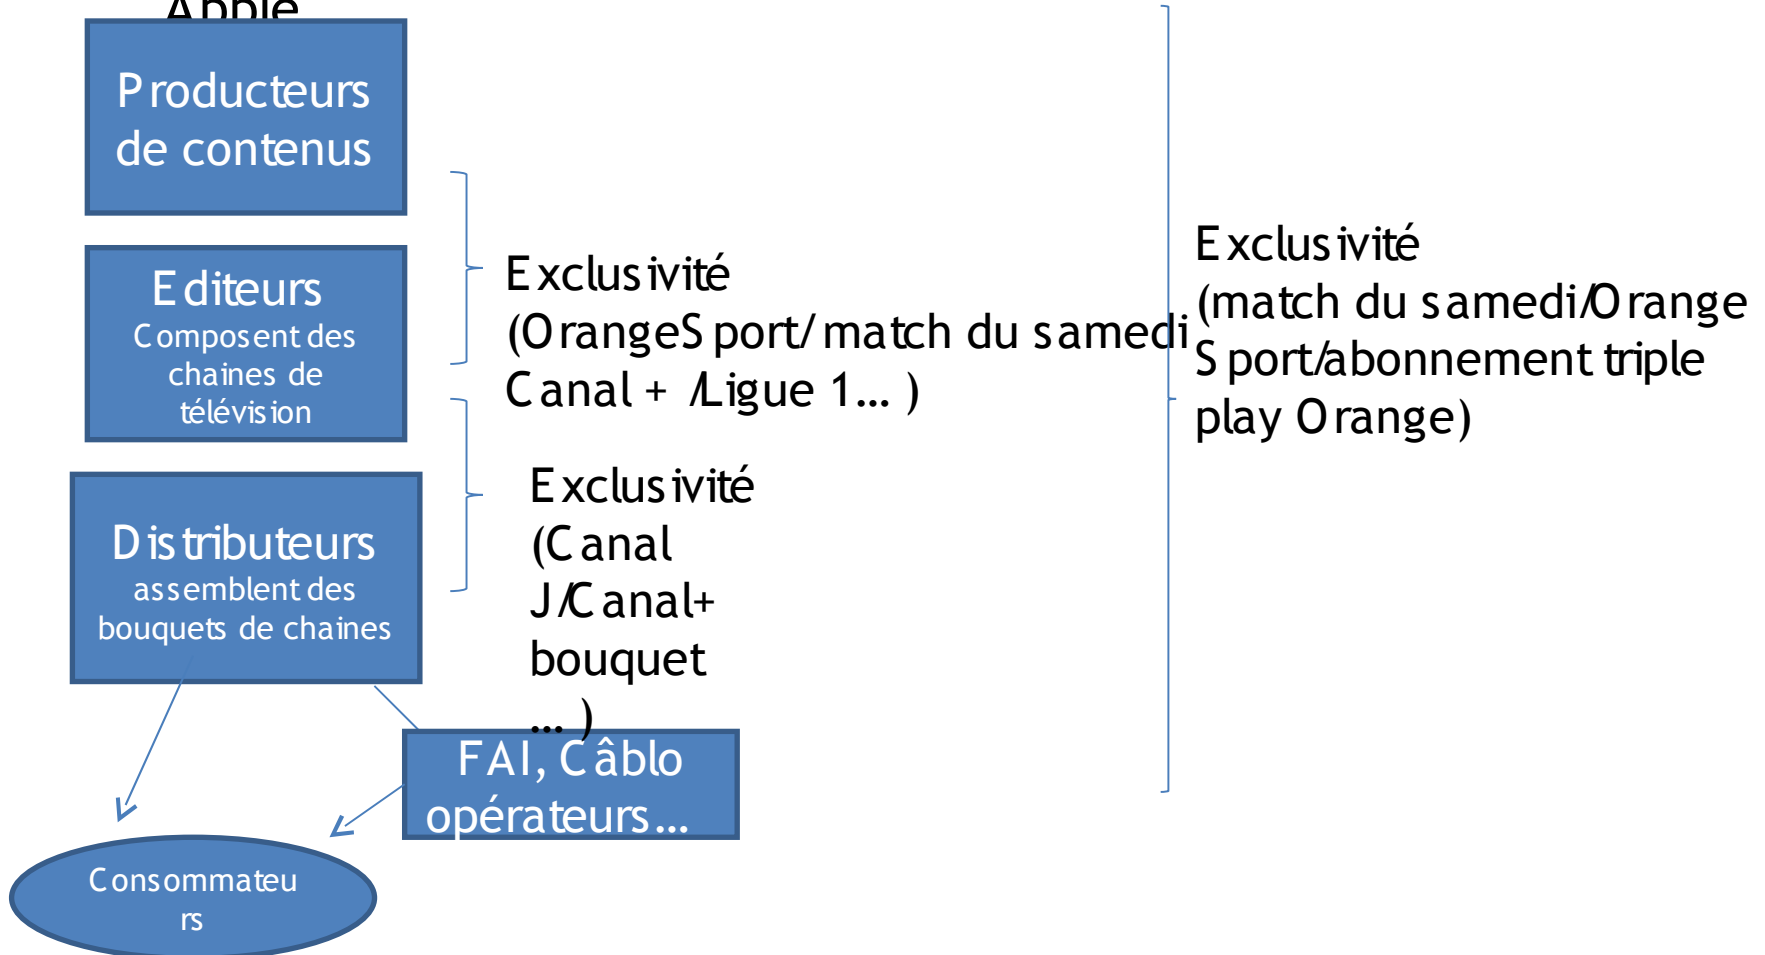 Apple
Producteurs
de contenus
Editeurs
Composent des
chaines de
télévision
Distributeurs
assemblent des
bouquets de chaines
Exclusivité
(OrangeSport/ match du samedi
Canal + /Ligue 1... )
Exclusivité
(Canal
J/Canal+
bouquet
... )
Exclusivité
(match du samedi/Orange
Sport/abonnement triple
play Orange)
FAI, Câblo
opérateurs...
Consommateu
rs